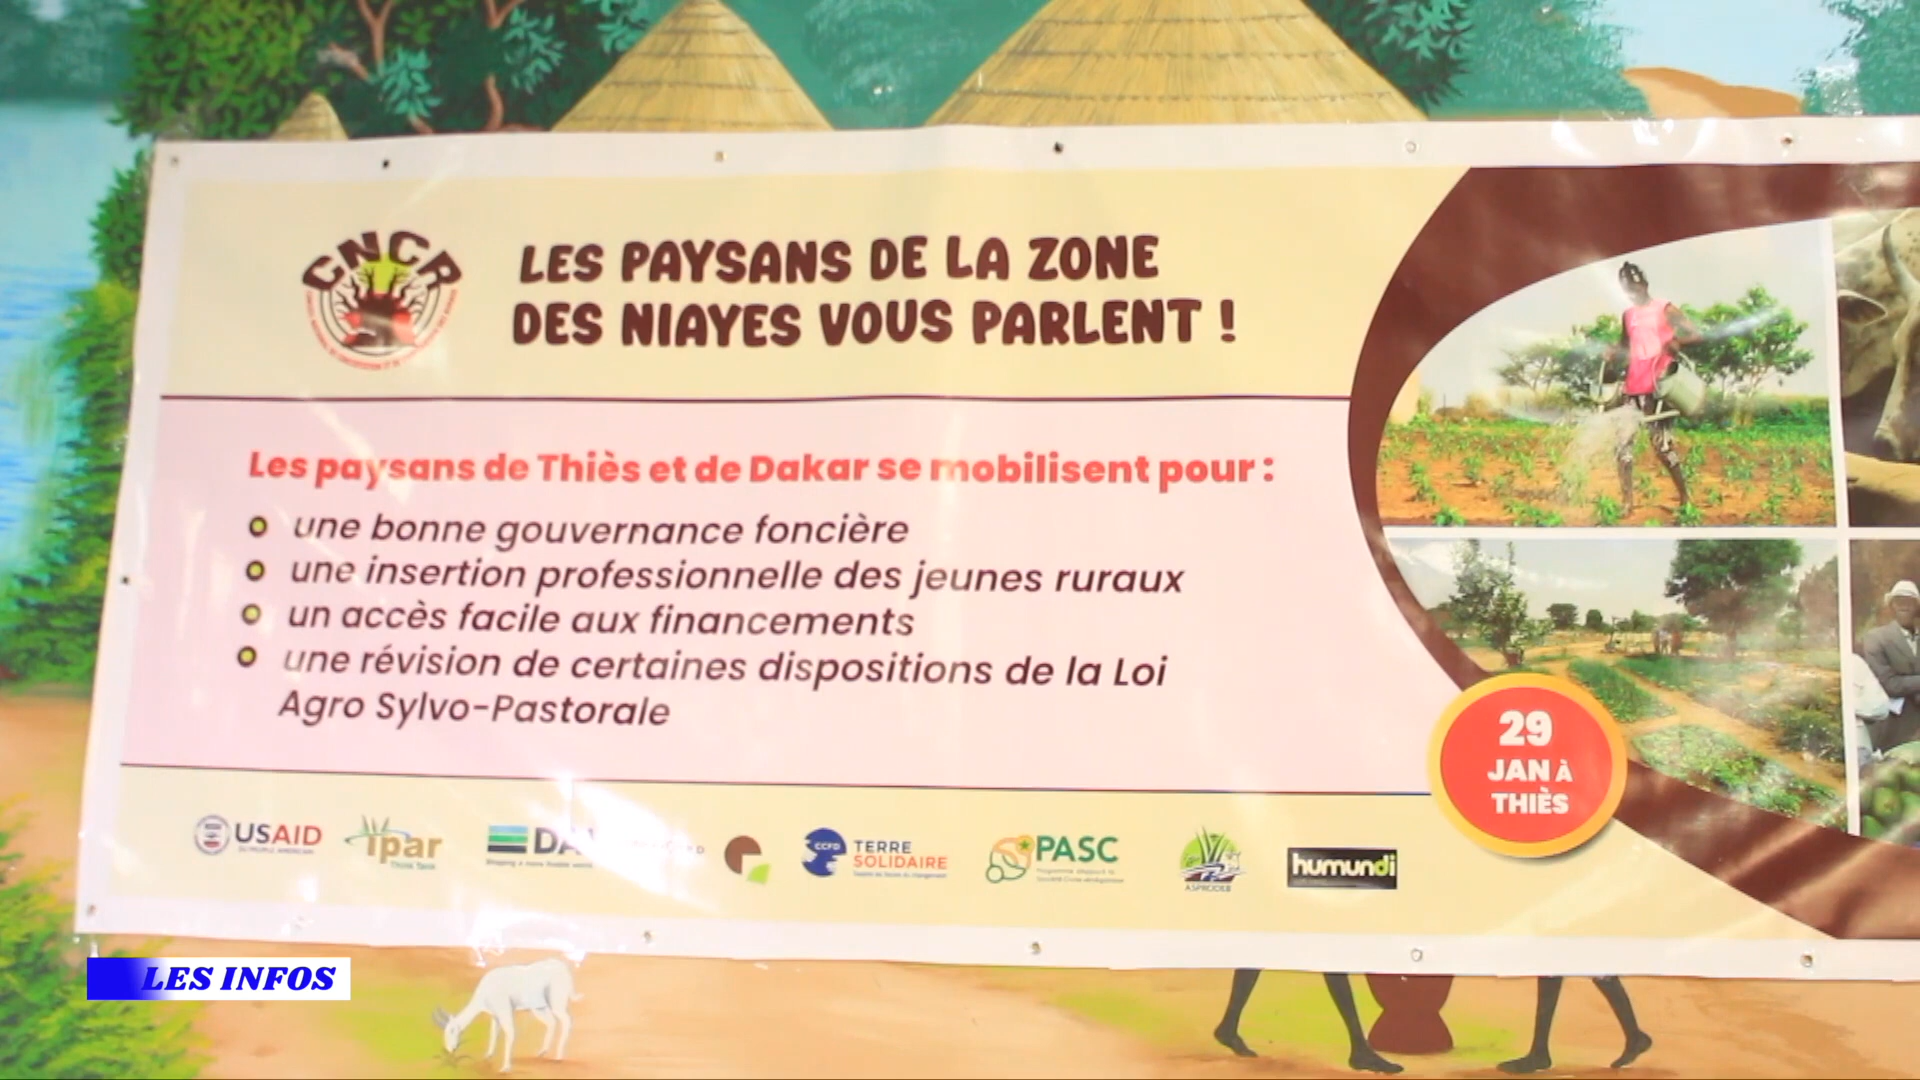 CNCR
LES PAYSANS DE LA ZONE
DES NIAYES VOUS PARLENT !
Les paysans de Thiès et de Dakar se mobilisent pour :
une bonne gouvernance foncière
une insertion professionnelle des jeunes ruraux
un accès facile aux financements
une révision de certaines dispositions de la Loi
Agro Sylvo-Pastorale
29
JAN À
THIÈS
USAID
ipar
Think Tank
CCFD
TERRE
SOLIDAIRE
PASC
ASPRODEB
humundi
LES INFOS